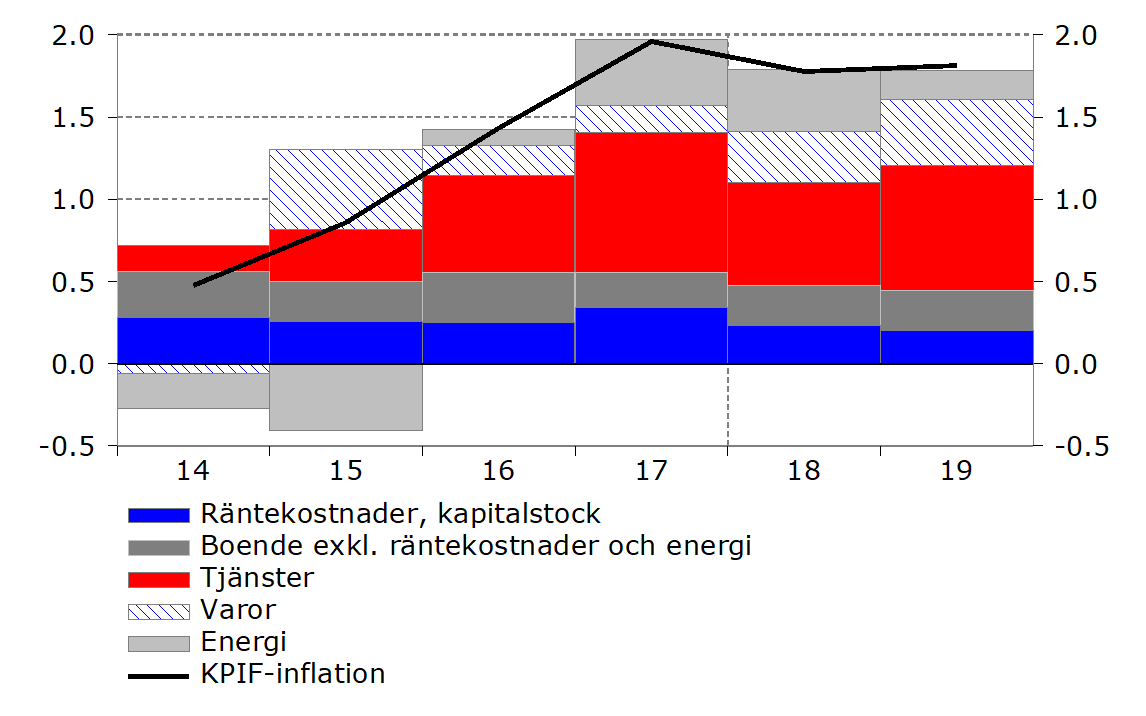 2.0 2.0
1.5 1.5
1.0 1.0
0.5 0.5
0.0 0.0
-0.5 -0.5
14 15 16 17 18 19
Räntekostnader, kapitalstock
Boende exkl. räntekostnader och energi
Tjänster
Varor
Energi
KPIF-inflation